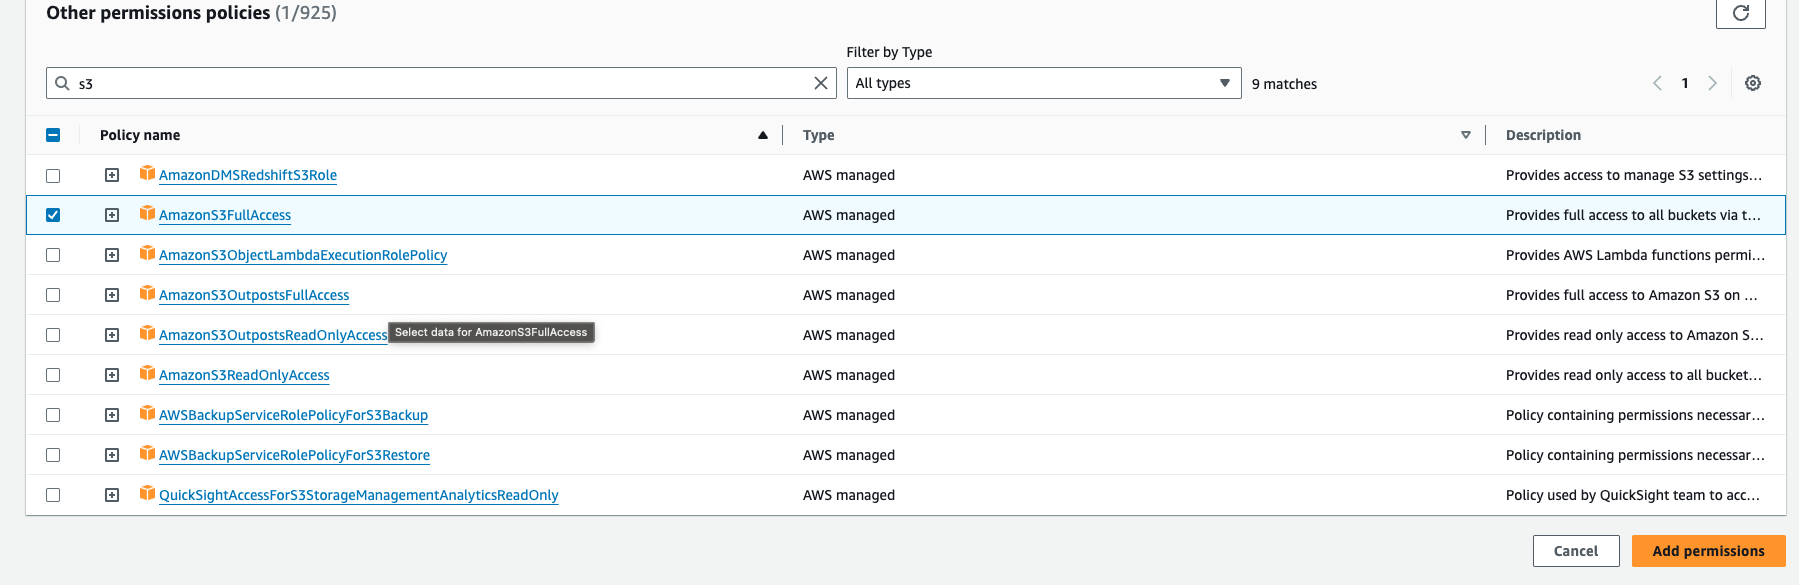 Other permissions policies (1/925)
Filter by Type
s3
All types
9 matches
1
Policy name Type Description
AmazonDMSRedshiftS3Role AWS managed Provides access to manage S3 settings...
AmazonS3FullAccess AWS managed Provides full access to all buckets via t...
AmazonS3ObjectLambdaExecutionRolePolicy AWS managed Provides AWS Lambda functions permi...
AmazonS3OutpostsFullAccess AWS managed Provides full access to Amazon S3 on ...
AmazonS3OutpostsReadOnlyAccess Select data for AmazonS3FullAccess AWS managed Provides read only access to Amazon S...
AmazonS3ReadOnlyAccess AWS managed Provides read only access to all bucket...
AWSBackupServiceRolePolicyForS3Backup AWS managed Policy containing permissions necessar...
AWSBackupServiceRolePolicyForS3Restore AWS managed Policy containing permissions necessar...
QuickSightAccessForS3StorageManagementAnalyticsReadOnly AWS managed Policy used by QuickSight team to acc...
Cancel Add permissions